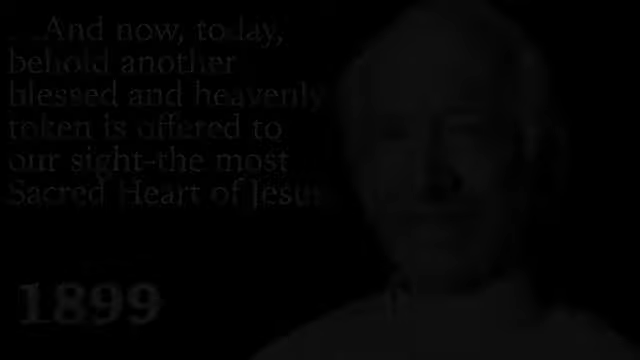 ...And now, today,
behold another
blessed and heavenly
token is offered to
our sight-the most
Sacred Heart of Jesus
1899